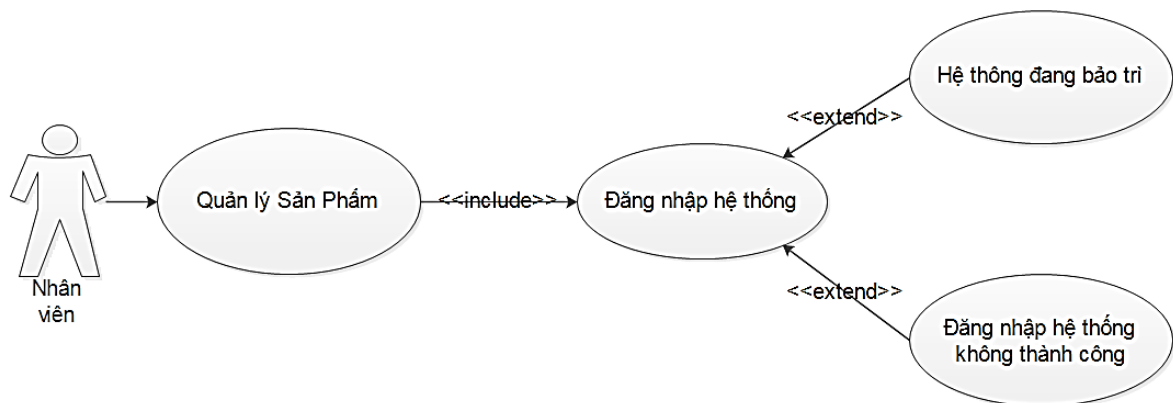 Hệ thông đang bảo trì
<<extend>>
Quản lý Sản Phẩm
<<include>>
Đăng nhập hệ thống
Nhân
viên
<<extend>>
Đăng nhập hệ thống
không thành công